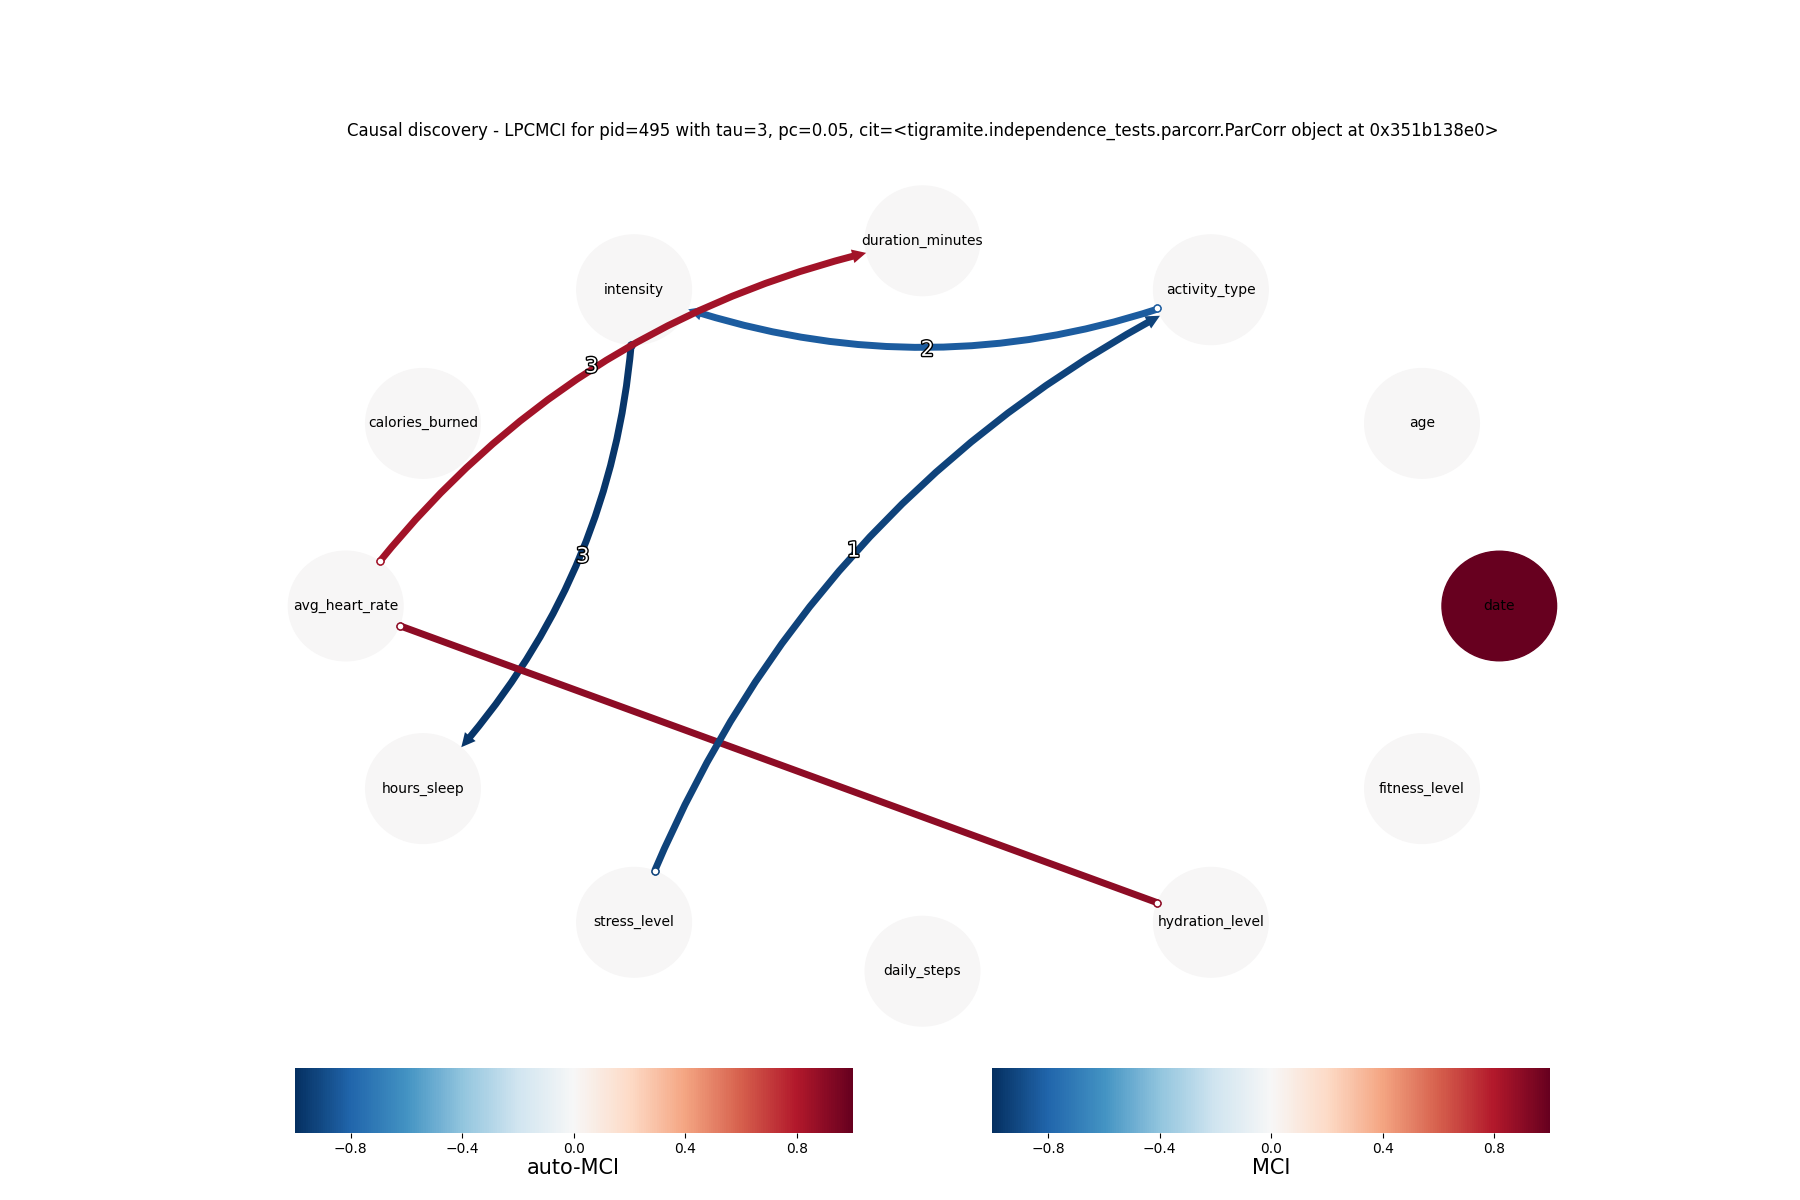 Causal discovery - LPCMCI for pid=495 with tau=3, pc=0.05, cit=<tigramite.independence_tests.parcorr.ParCorr object at 0x351b138e0>
duration_minutes
intensity
activity_type
2
3
calories_burned
age
3
1
avg_heart_rate
date
hours_sleep
fitness_level
stress_level
hydration_level
daily_steps
−0.8 −0.4 0.0 0.4 0.8
auto-MCI
−0.8 −0.4 0.0 0.4 0.8
MCI